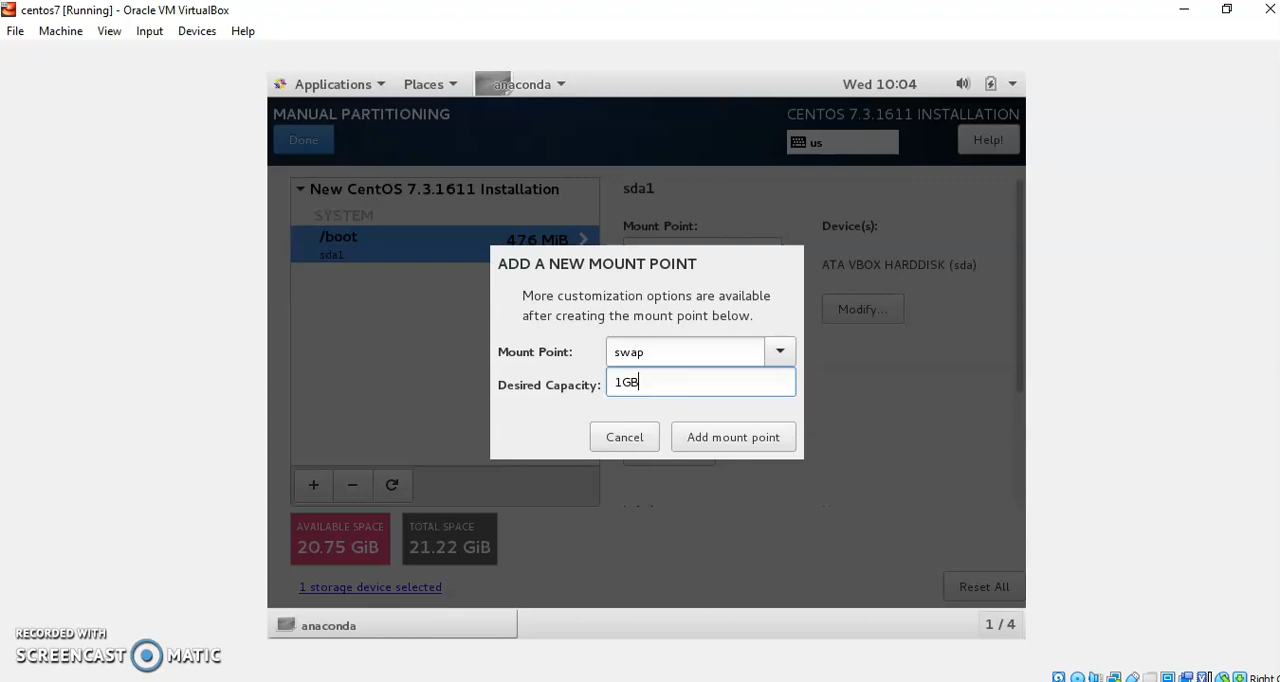 centos7 [Running] - Oracle VM VirtualBox
File Machine View Input Devices Help
Applications Places anaconda Wed 10:04
MANUAL PARTITIONING CENTOS 7.3.1611 INSTALLATION
Done us Help!
New CentOS 7.3.1611 Installation sda1
SYSTEM
/boot 476 MiB
sda1
Mount Point: Device(s):
ATA VBOX HARDDISK (sda)
Modify...
ADD A NEW MOUNT POINT
More customization options are available
after creating the mount point below.
Mount Point: swap
Desired Capacity: 1GB
Cancel Add mount point
+ −
AVAILABLE SPACE TOTAL SPACE
20.75 GiB 21.22 GiB
1 storage device selected Reset All
anaconda 1 / 4
RECORDED WITH
SCREENCAST MATIC
Right C